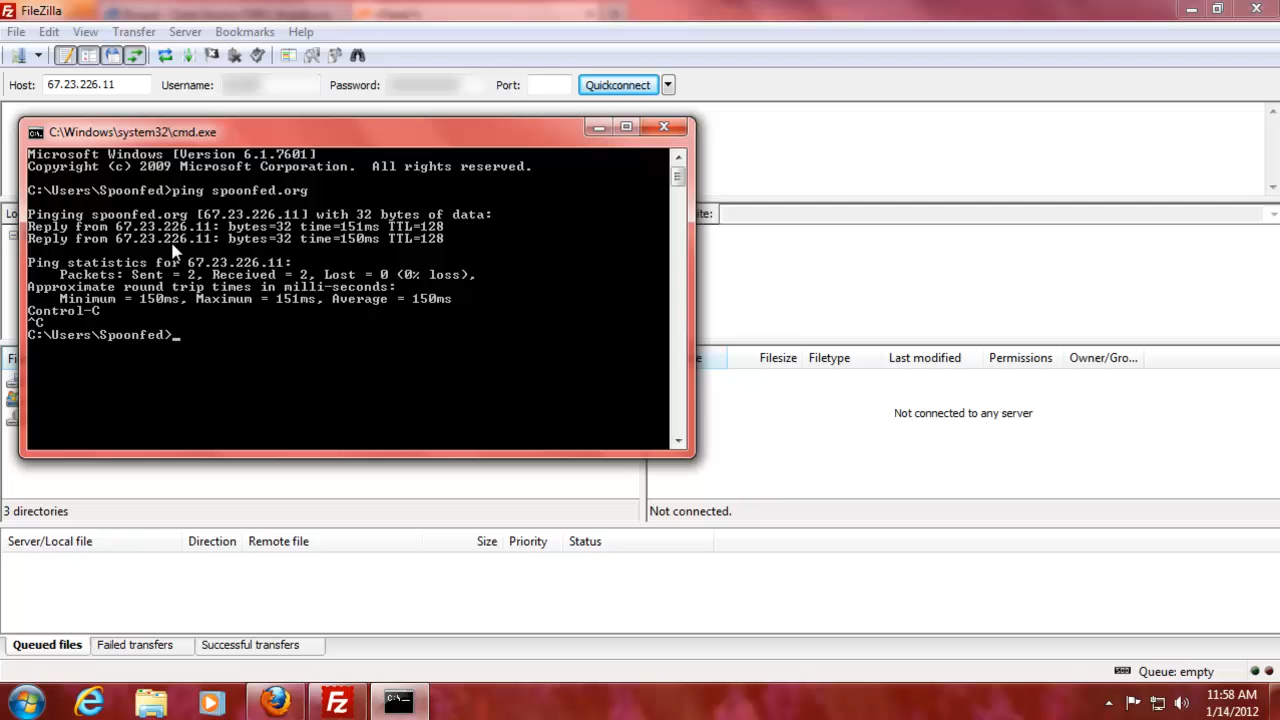 FileZilla
File Edit View Transfer Server Bookmarks Help
Host: 67.23.226.11 Username: Password: Port: Quickconnect
C:\Windows\system32\cmd.exe
Microsoft Windows [Version 6.1.7601]
Copyright (c) 2009 Microsoft Corporation.  All rights reserved.
C:\Users\Spoonfed>ping spoonfed.org
Pinging spoonfed.org [67.23.226.11] with 32 bytes of data:
Reply from 67.23.226.11: bytes=32 time=151ms TTL=128
Reply from 67.23.226.11: bytes=32 time=150ms TTL=128
Ping statistics for 67.23.226.11:
Packets: Sent = 2, Received = 2, Lost = 0 (0% loss),
Approximate round trip times in milli-seconds:
Minimum = 150ms, Maximum = 151ms, Average = 150ms
Control-C
^C
C:\Users\Spoonfed>_
Lo
te:
Fi
e Filesize Filetype Last modified Permissions Owner/Gro...
Not connected to any server
3 directories
Not connected.
Server/Local file Direction Remote file Size Priority Status
Queued files Failed transfers Successful transfers
Queue: empty
11:58 AM
1/14/2012